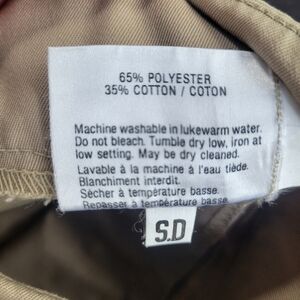 65% POLYESTER
35% COTTON / COTON
Machine washable in lukewarm water.
Do not bleach. Tumble dry low, iron at
low setting. May be dry cleaned.
Lavable à la machine à l'eau tiède.
Blanchiment interdit.
Sécher à température basse.
Repasser à température basse
S.D